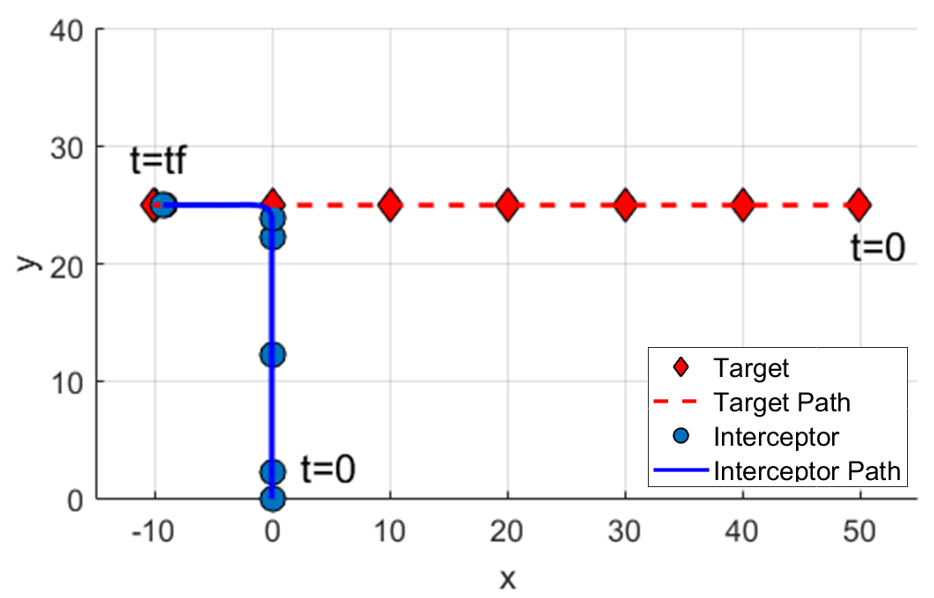 40
30
20
10
0
y
t=tf
t=0
t=0
Target
Target Path
Interceptor
Interceptor Path
-10 0 10 20 30 40 50
x